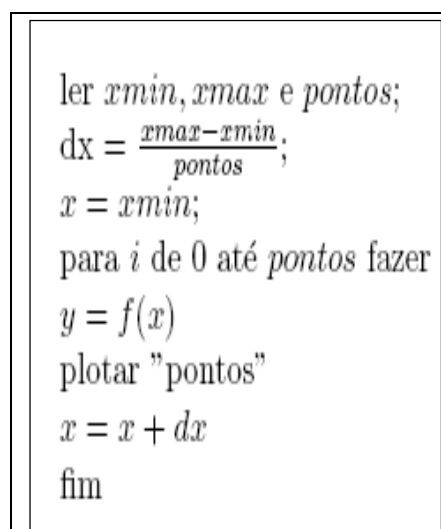 ler xmin, xmax e pontos;
dx = \frac{xmax-xmin}{pontos};
x = xmin;
para i de 0 até pontos fazer
y = f(x)
plotar ”pontos”
x = x + dx
fim